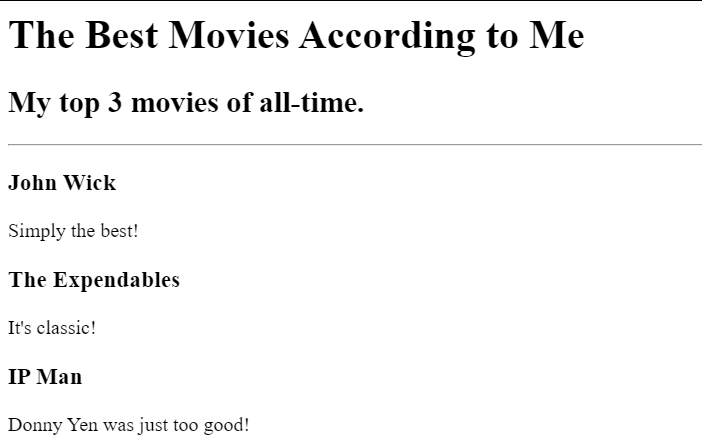 The Best Movies According to Me
My top 3 movies of all-time.
John Wick
Simply the best!
The Expendables
It's classic!
IP Man
Donny Yen was just too good!